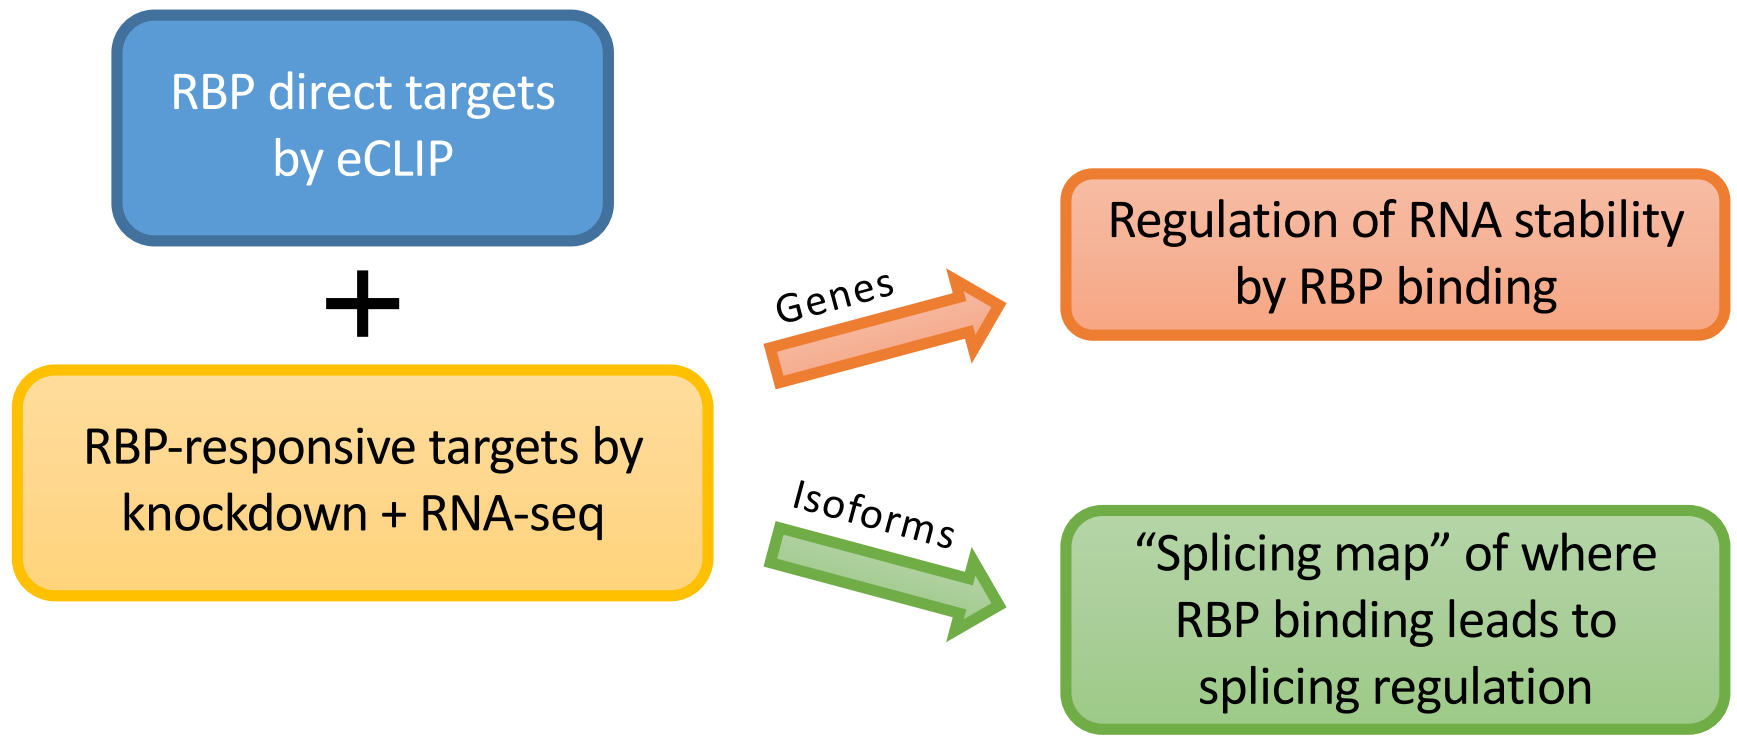 RBP direct targets
by eCLIP
+
RBP-responsive targets by
knockdown + RNA-seq
Genes
Regulation of RNA stability
by RBP binding
Isoforms
“Splicing map” of where
RBP binding leads to
splicing regulation